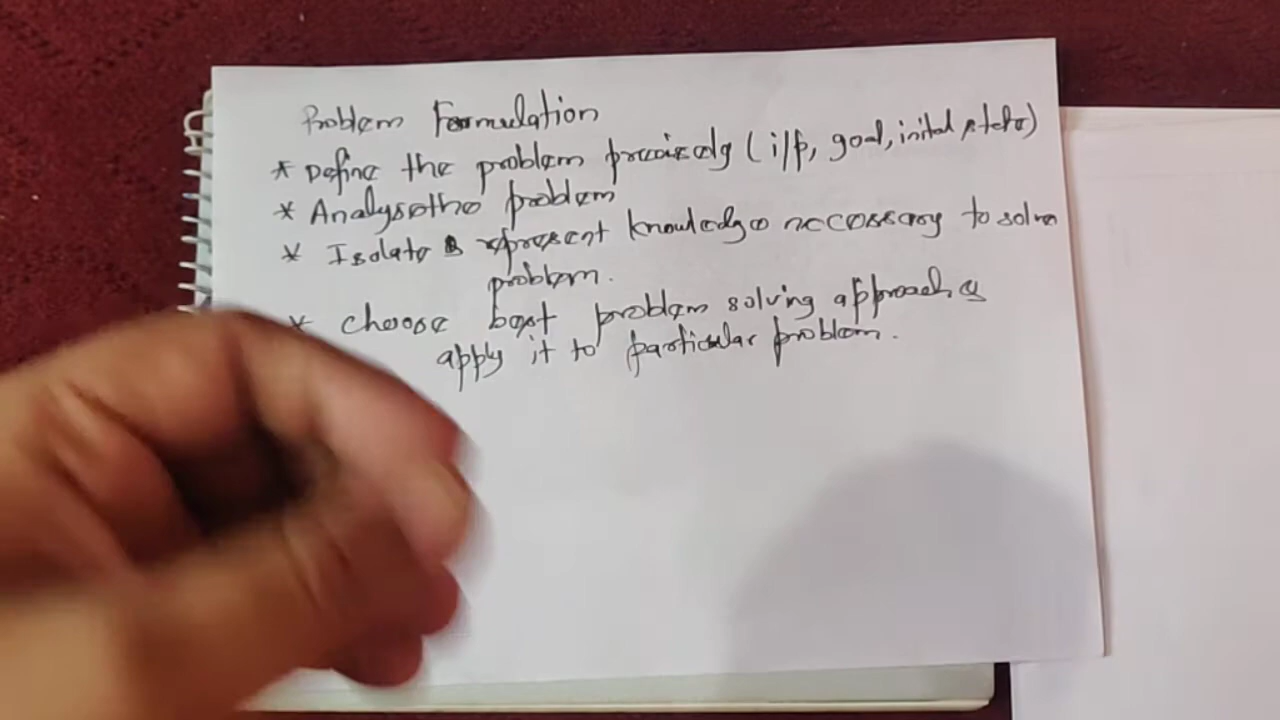 Problem Formulation
* Define the problem precisely (i/p, goal, initial state)
* Analyse the problem
* Isolate & represent knowledge necessary to solve
problem.
* choose best problem solving approach &
apply it to particular problem.